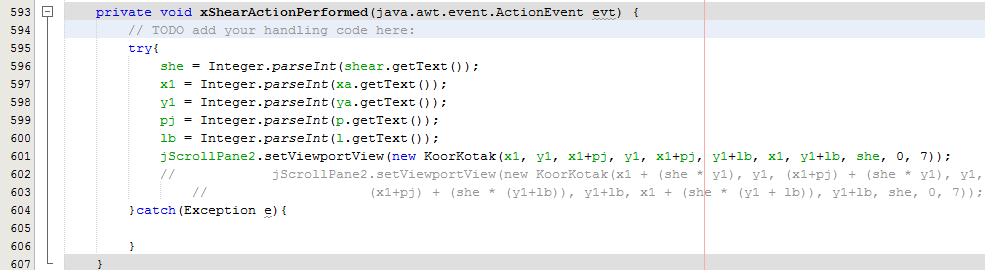 593 private void xShearActionPerformed(java.awt.event.ActionEvent evt) {
594 // TODO add your handling code here:
595 try{
596 she = Integer.parseInt(shear.getText());
597 x1 = Integer.parseInt(xa.getText());
598 y1 = Integer.parseInt(ya.getText());
599 pj = Integer.parseInt(p.getText());
600 lb = Integer.parseInt(l.getText());
601 jScrollPane2.setViewportView(new KoorKotak(x1, y1, x1+pj, y1, x1+pj, y1+lb, x1, y1+lb, she, 0, 7));
602 // jScrollPane2.setViewportView(new KoorKotak(x1 + (she * y1), y1, (x1+pj) + (she * y1), y1,
603 // (x1+pj) + (she * (y1+lb)), y1+lb, x1 + (she * (y1 + lb)), y1+lb, she, 0, 7));
604 }catch(Exception e){
605
606 }
607 }